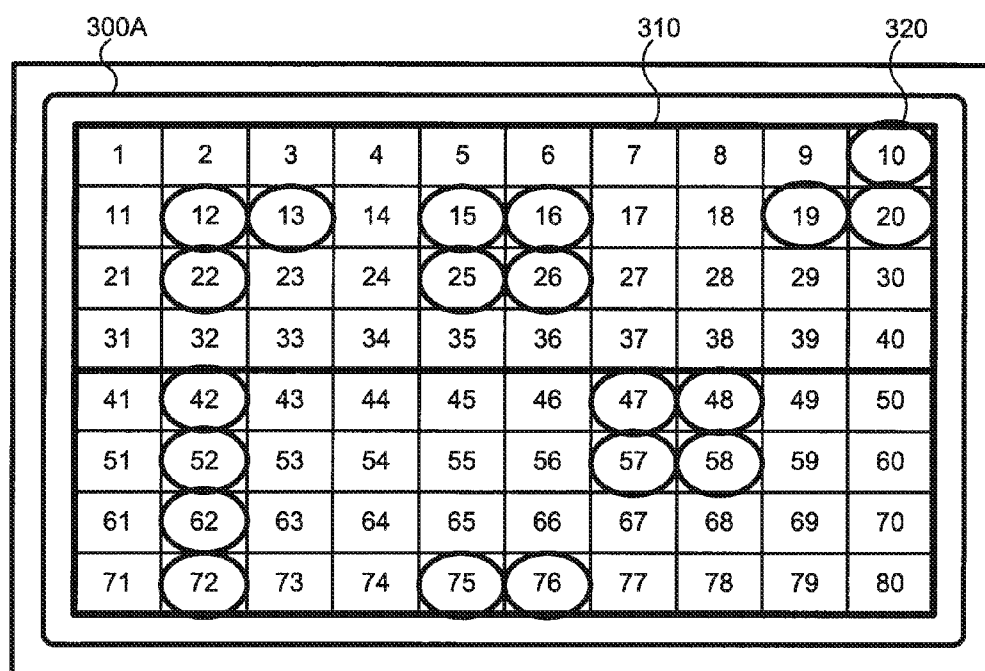 300A 310 320
1 2 3 4 5 6 7 8 9 10
11 12 13 14 15 16 17 18 19 20
21 22 23 24 25 26 27 28 29 30
31 32 33 34 35 36 37 38 39 40
41 42 43 44 45 46 47 48 49 50
51 52 53 54 55 56 57 58 59 60
61 62 63 64 65 66 67 68 69 70
71 72 73 74 75 76 77 78 79 80